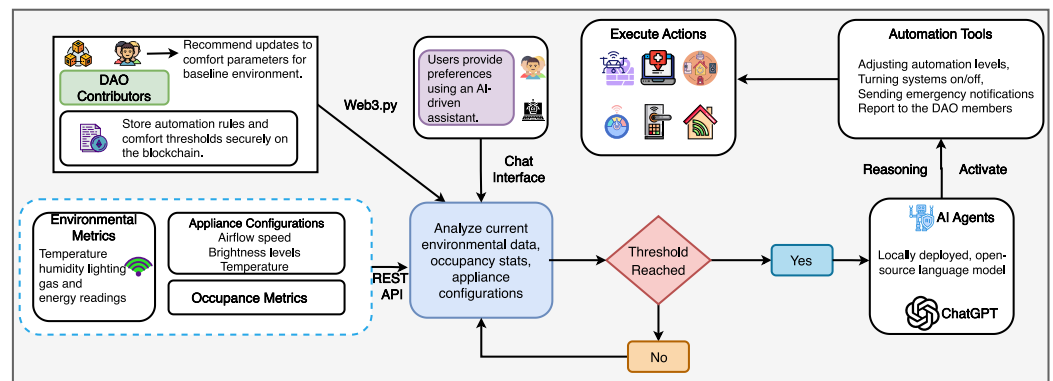 Recommend updates to
comfort parameters for
baseline environment.
DAO
Contributors
Store automation rules and
comfort thresholds securely on
the blockchain.
Web3.py
Users provide
preferences
using an AI-
driven
assistant.
Chat
Interface
Execute Actions
Automation Tools
Adjusting automation levels,
Turning systems on/off,
Sending emergency notifications
Report to the DAO members
Reasoning
Activate
Environmental
Metrics
Temperature
humidity lighting
gas and
energy readings
Appliance Configurations
Airflow speed
Brightness levels
Temperature
Occupance Metrics
REST
API
Analyze current
environmental data,
occupancy stats,
appliance
configurations
Threshold
Reached
Yes
No
AI Agents
Locally deployed, open-
source language model
ChatGPT